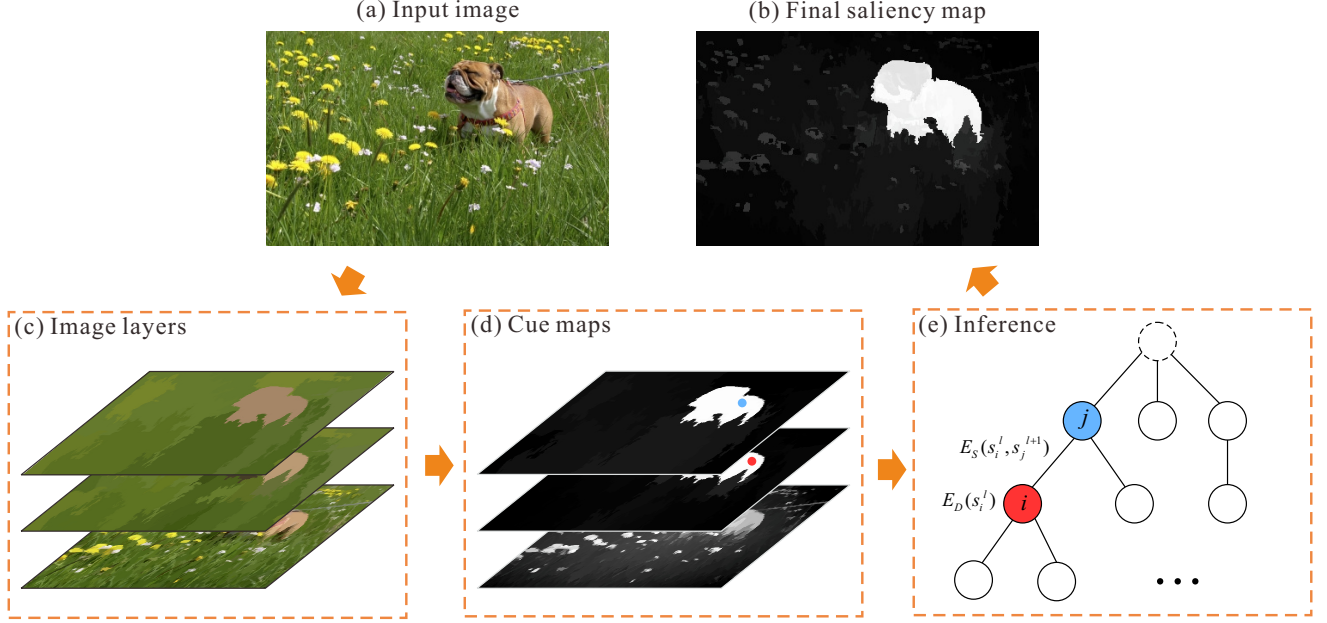 (a) Input image
(b) Final saliency map
(c) Image layers
(d) Cue maps
(e) Inference
j
E_S(s_i^l, s_j^{l+1})
E_D(s_i^l)
i
...